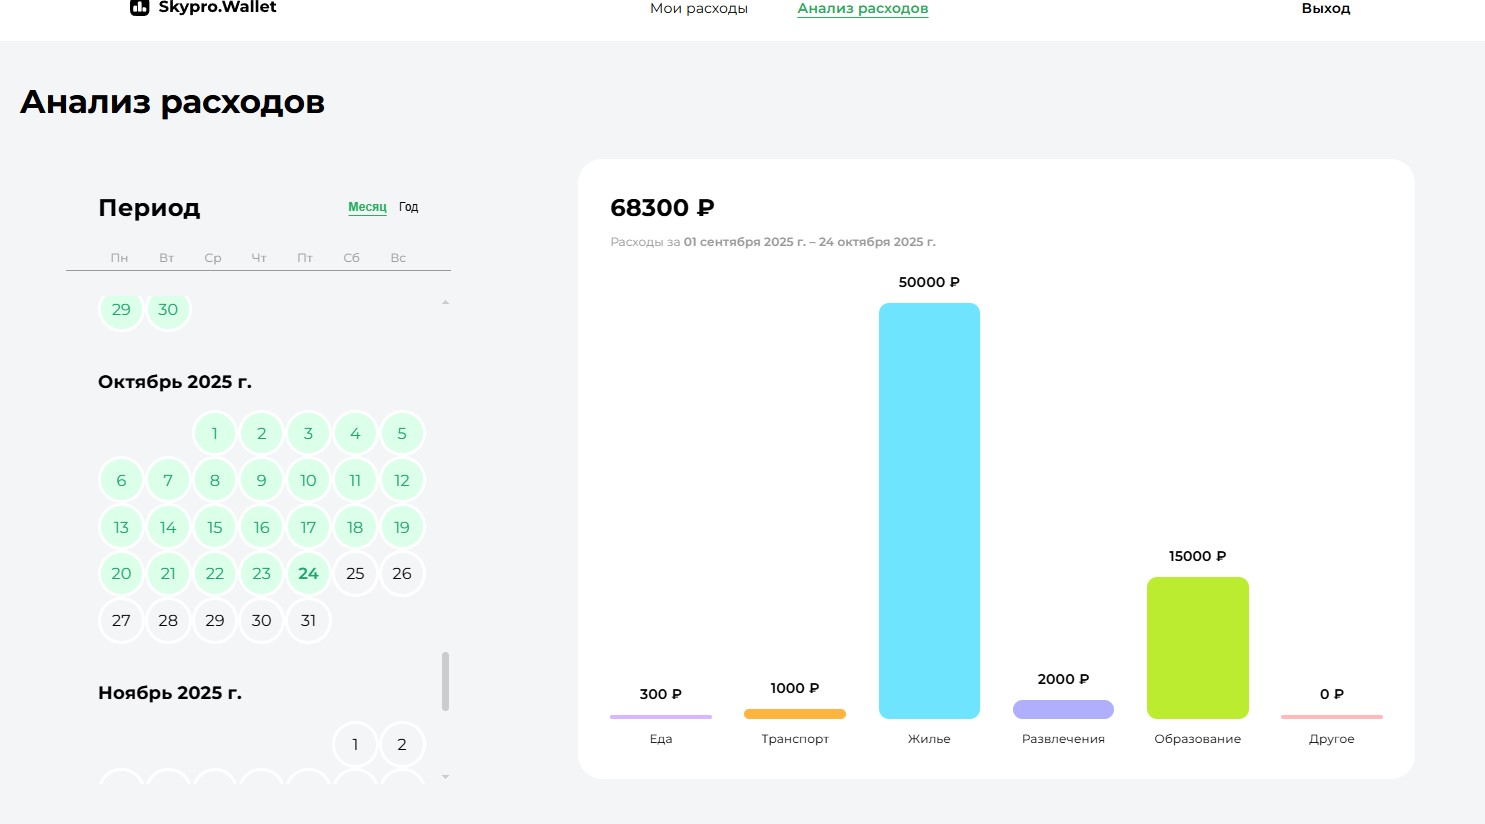 Skypro.Wallet
Мои расходы
Анализ расходов
Выход
Анализ расходов
Период
Месяц Год
Пн Вт Ср Чт Пт Сб Вс
29 30
Октябрь 2025 г.
1 2 3 4 5
6 7 8 9 10 11 12
13 14 15 16 17 18 19
20 21 22 23 24 25 26
27 28 29 30 31
Ноябрь 2025 г.
1 2
68300 ₽
Расходы за 01 сентября 2025 г. – 24 октября 2025 г.
50000 ₽
15000 ₽
2000 ₽
1000 ₽
300 ₽
0 ₽
Еда Транспорт Жилье Развлечения Образование Другое